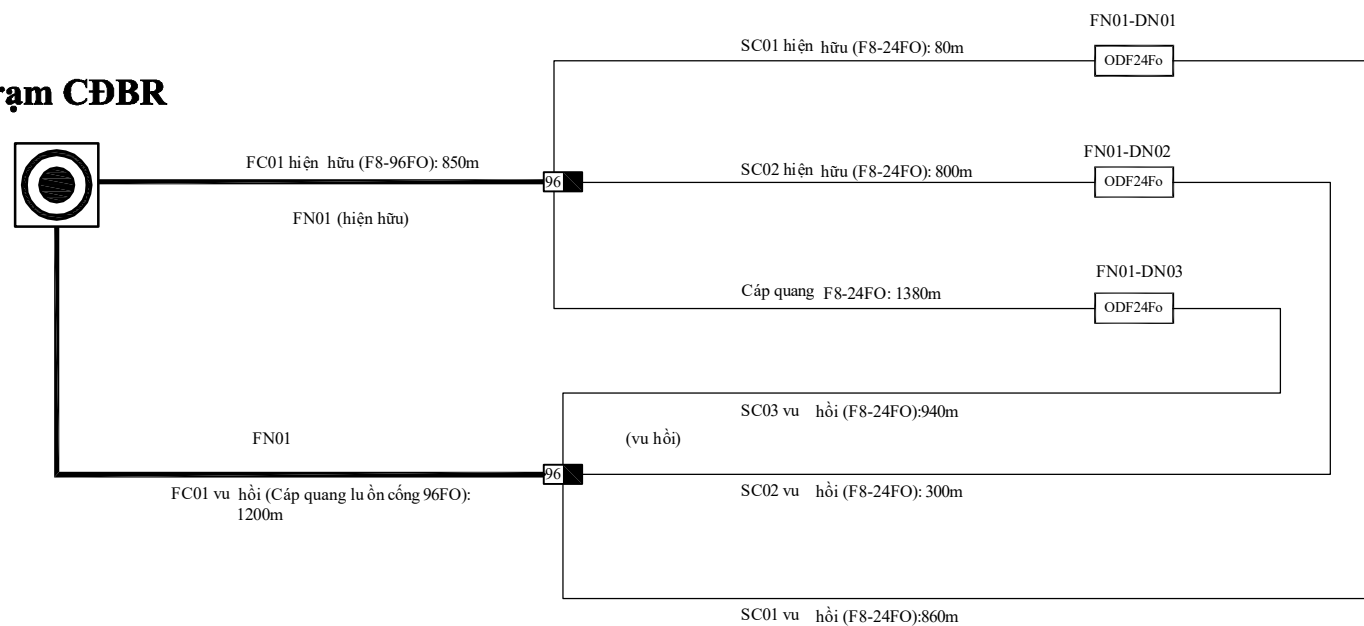 FN01-DN01
SC01 hiện hữu (F8-24FO): 80m
ODF24Fo
rạm CĐBR
FC01 hiện hữu (F8-96FO): 850m
FN01-DN02
SC02 hiện hữu (F8-24FO): 800m
96
ODF24Fo
FN01 (hiện hữu)
FN01-DN03
Cáp quang F8-24FO: 1380m
ODF24Fo
SC03 vu hồi (F8-24FO):940m
FN01
(vu hồi)
96
FC01 vu hồi (Cáp quang lu ồn cống 96FO):
1200m
SC02 vu hồi (F8-24FO): 300m
SC01 vu hồi (F8-24FO):860m